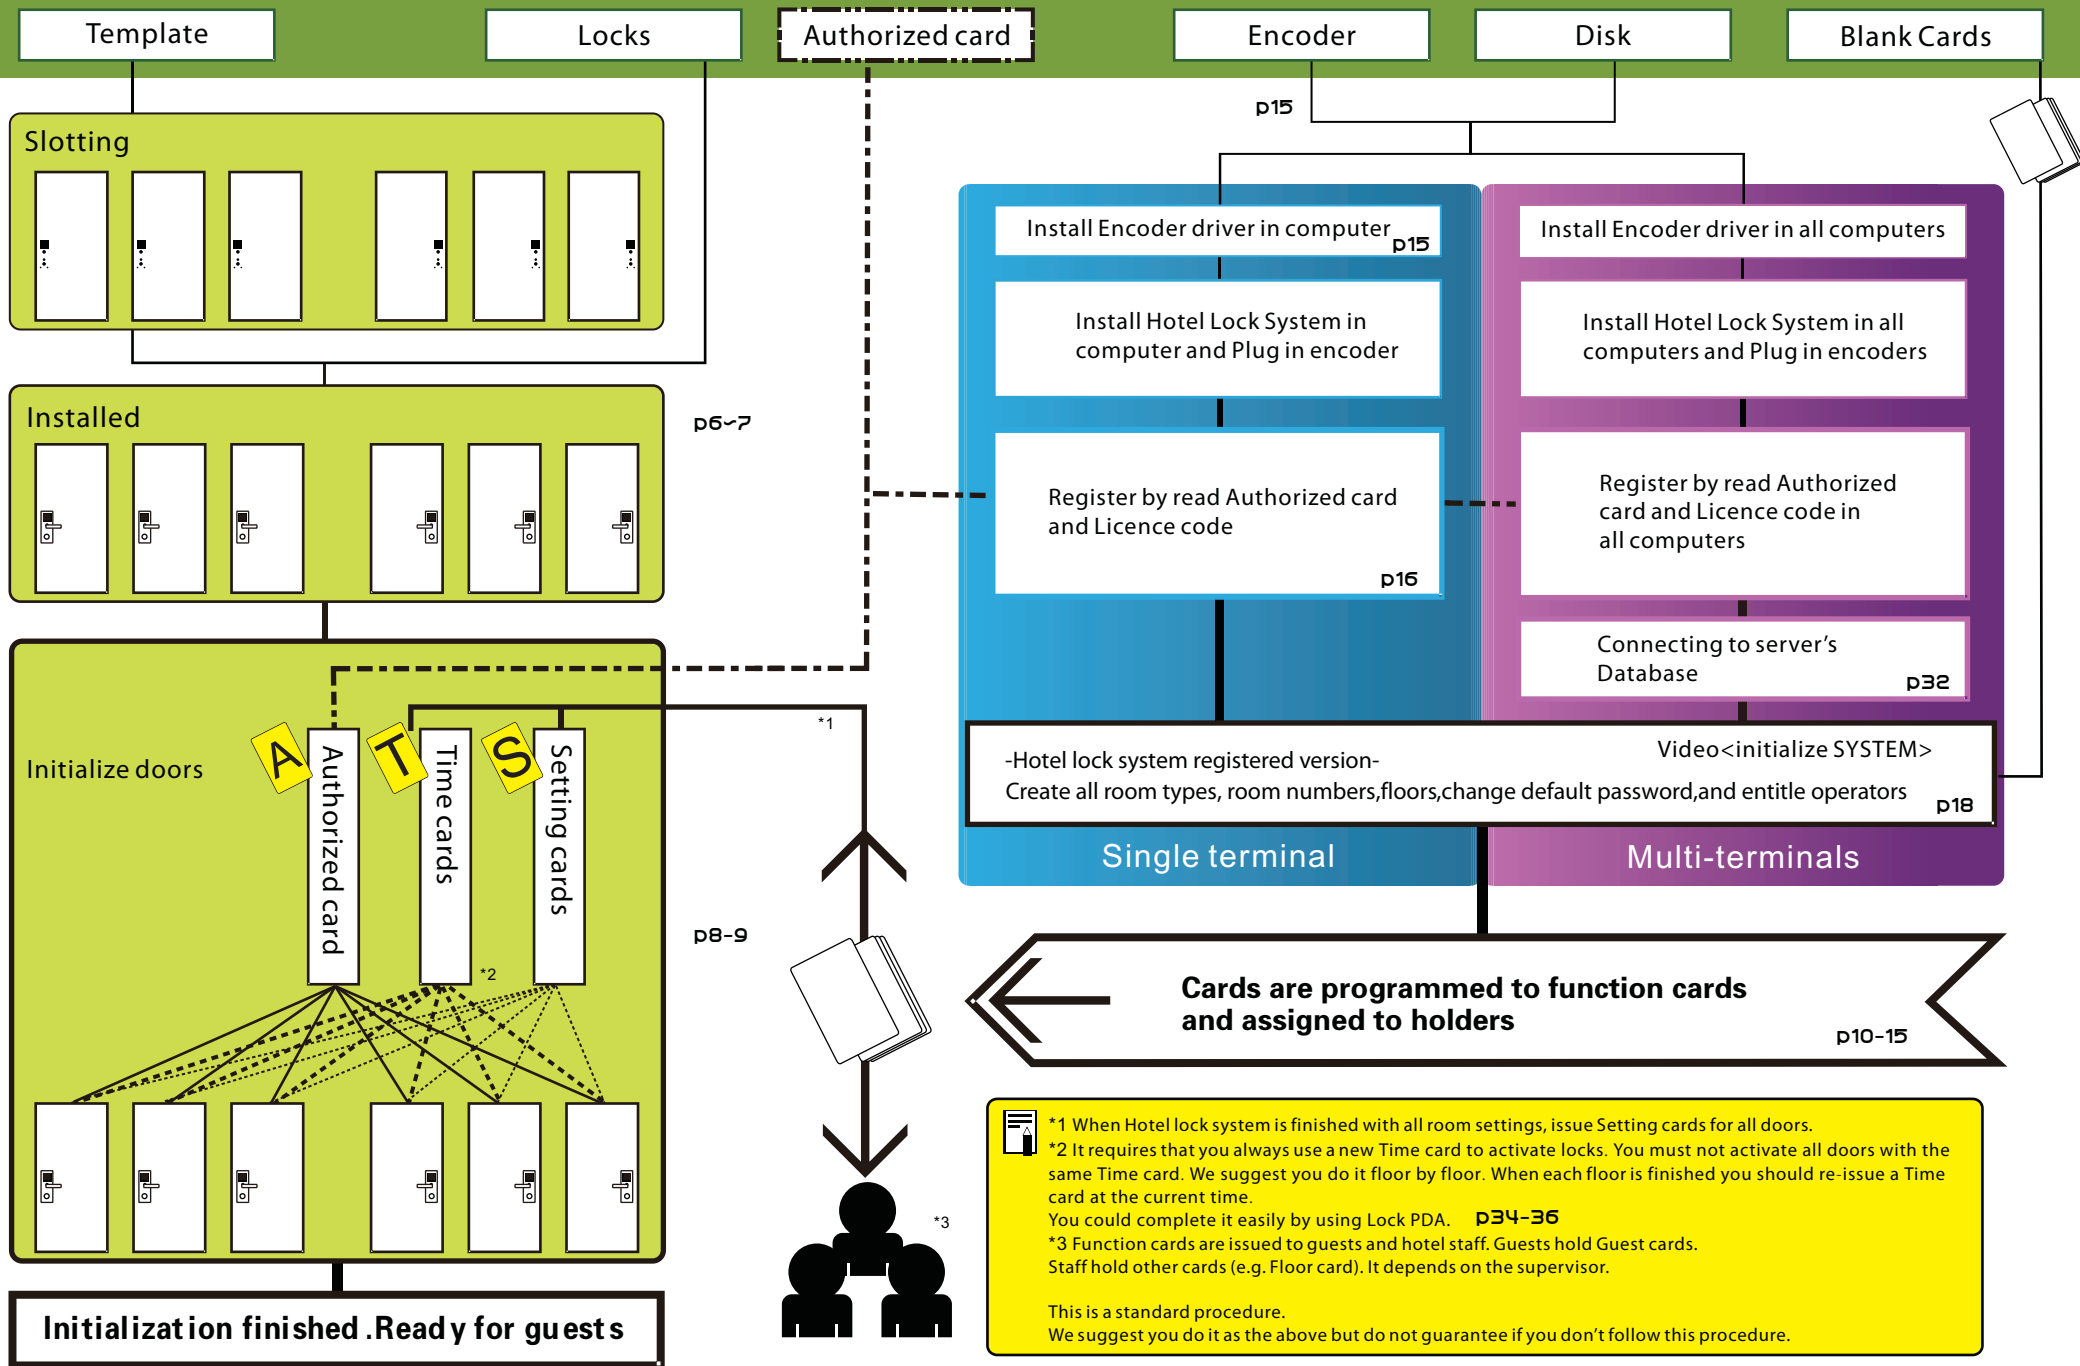 Template
Locks
Authorized card
Encoder
Disk
Blank Cards
p15
Slotting
Installed
p6~7
Initialize doors
A
T
S
Authorized card
Time cards
Setting cards
*1
*2
p8-9
Initialization finished .Ready for guests
*3
Install Encoder driver in computer
p15
Install Hotel Lock System in
computer and Plug in encoder
Register by read Authorized card
and Licence code
p16
Install Encoder driver in all computers
Install Hotel Lock System in all
computers and Plug in encoders
Register by read Authorized
card and Licence code in
all computers
Connecting to server’s
Database
p32
-Hotel lock system registered version-
Video<initialize SYSTEM>
Create all room types, room numbers,floors,change default password,and entitle operators
p18
Single terminal
Multi-terminals
Cards are programmed to function cards
and assigned to holders
p10-15
*1 When Hotel lock system is finished with all room settings, issue Setting cards for all doors.
*2 It requires that you always use a new Time card to activate locks. You must not activate all doors with the
same Time card. We suggest you do it floor by floor. When each floor is finished you should re-issue a Time
card at the current time.
You could complete it easily by using Lock PDA. p34-36
*3 Function cards are issued to guests and hotel staff. Guests hold Guest cards.
Staff hold other cards (e.g. Floor card). It depends on the supervisor.
This is a standard procedure.
We suggest you do it as the above but do not guarantee if you don’t follow this procedure.